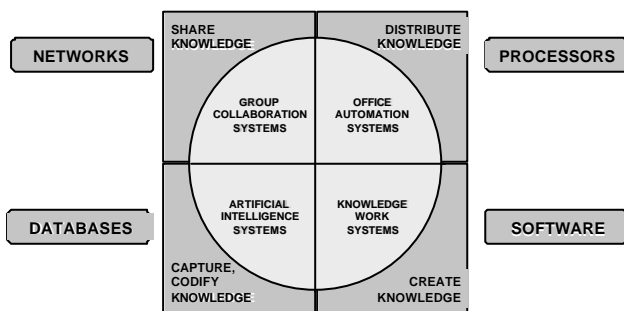 SHARE
KNOWLEDGE
DISTRIBUTE
KNOWLEDGE
NETWORKS
PROCESSORS
GROUP
COLLABORATION
SYSTEMS
OFFICE
AUTOMATION
SYSTEMS
ARTIFICIAL
INTELLIGENCE
SYSTEMS
KNOWLEDGE
WORK
SYSTEMS
DATABASES
SOFTWARE
CAPTURE,
CODIFY
KNOWLEDGE
CREATE
KNOWLEDGE